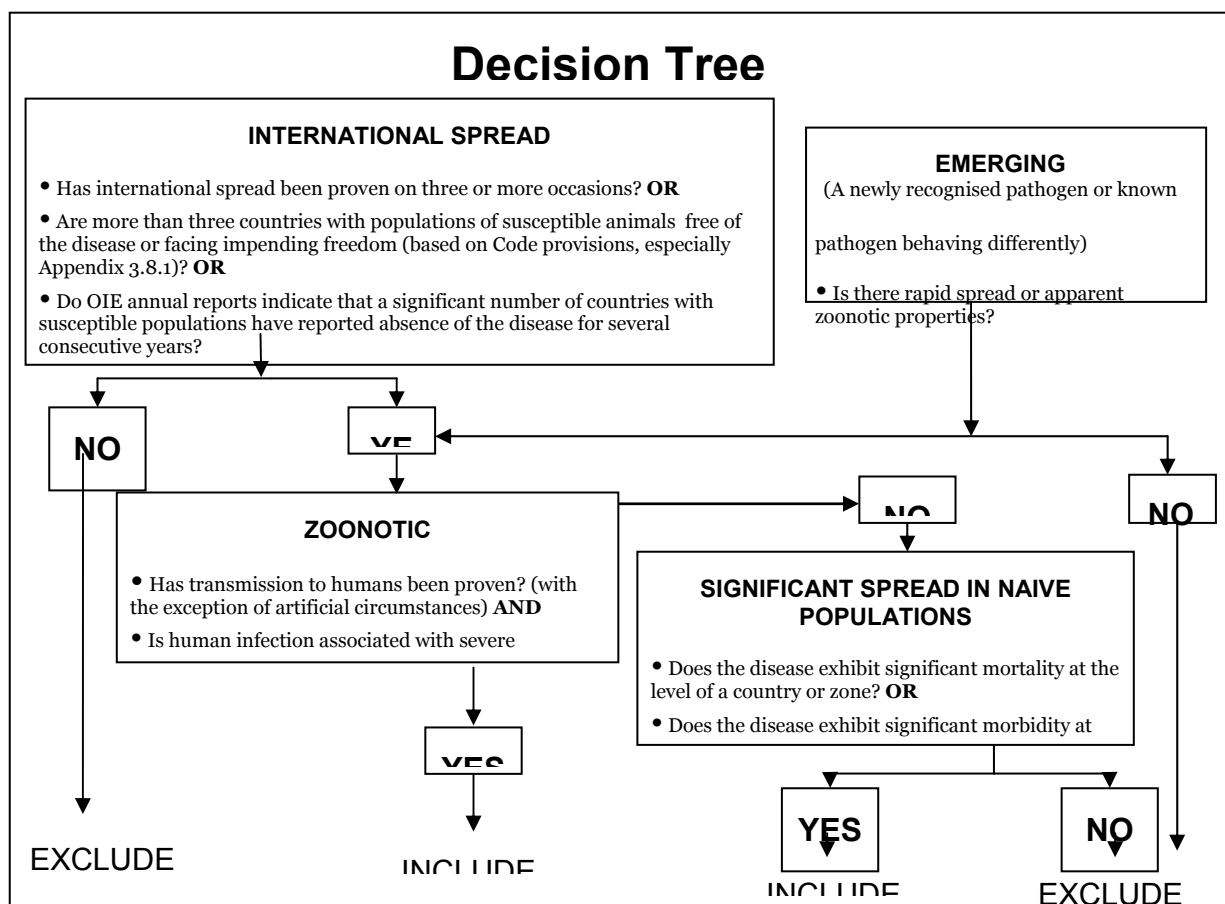 Decision Tree
INTERNATIONAL SPREAD
• Has international spread been proven on three or more occasions? OR
• Are more than three countries with populations of susceptible animals free
of the disease or facing impending freedom (based on Code provisions, especially
Appendix 3.8.1)? OR
• Do OIE annual reports indicate that a significant number of countries with
susceptible populations have reported absence of the disease for several
consecutive years?
EMERGING
(A newly recognised pathogen or known
pathogen behaving differently)
• Is there rapid spread or apparent
zoonotic properties?
NO
YE
NO
NO
ZOONOTIC
• Has transmission to humans been proven? (with
the exception of artificial circumstances) AND
• Is human infection associated with severe
SIGNIFICANT SPREAD IN NAIVE
POPULATIONS
• Does the disease exhibit significant mortality at the
level of a country or zone? OR
• Does the disease exhibit significant morbidity at
YES
YES
NO
EXCLUDE
INCLUDE
INCLUDE
EXCLUDE